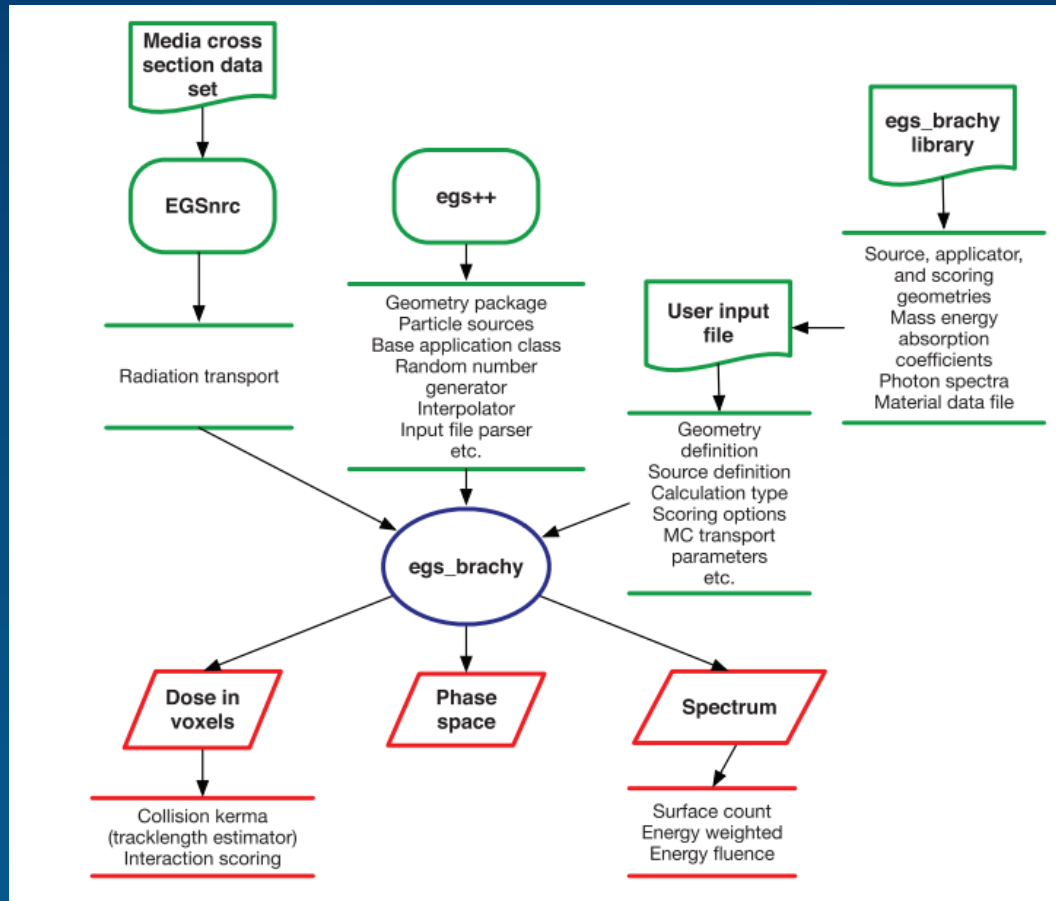 Media cross
section data
set
EGSnrc
Radiation transport
egs++
Geometry package
Particle sources
Base application class
Random number
generator
Interpolator
Input file parser
etc.
egs_brachy
library
Source, applicator,
and scoring
geometries
Mass energy
absorption
coefficients
Photon spectra
Material data file
User input
file
Geometry
definition
Source definition
Calculation type
Scoring options
MC transport
parameters
etc.
egs_brachy
Dose in
voxels
Collision kerma
(tracklength estimator)
Interaction scoring
Phase
space
Spectrum
Surface count
Energy weighted
Energy fluence